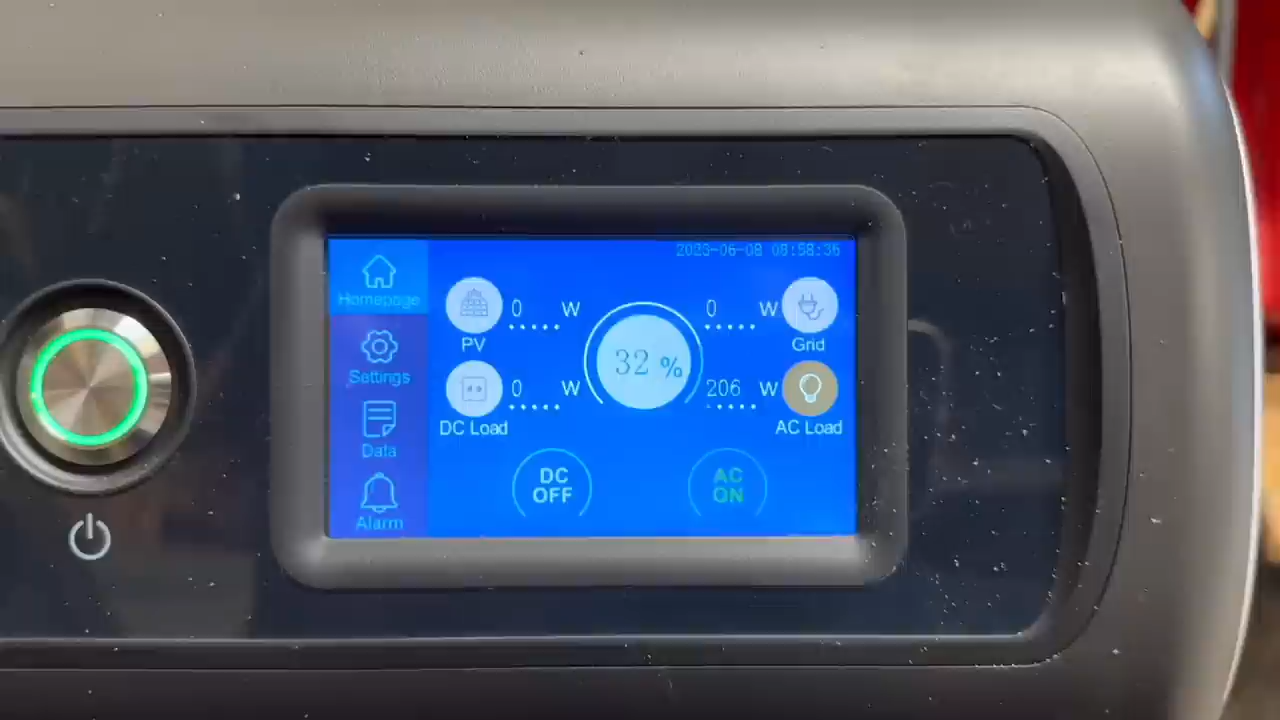 2023-06-08 08:58:36
Homepage
0 W
0 W
PV
Grid
32 %
Settings
0 W
206 W
DC Load
AC Load
Data
DC
OFF
AC
ON
Alarm